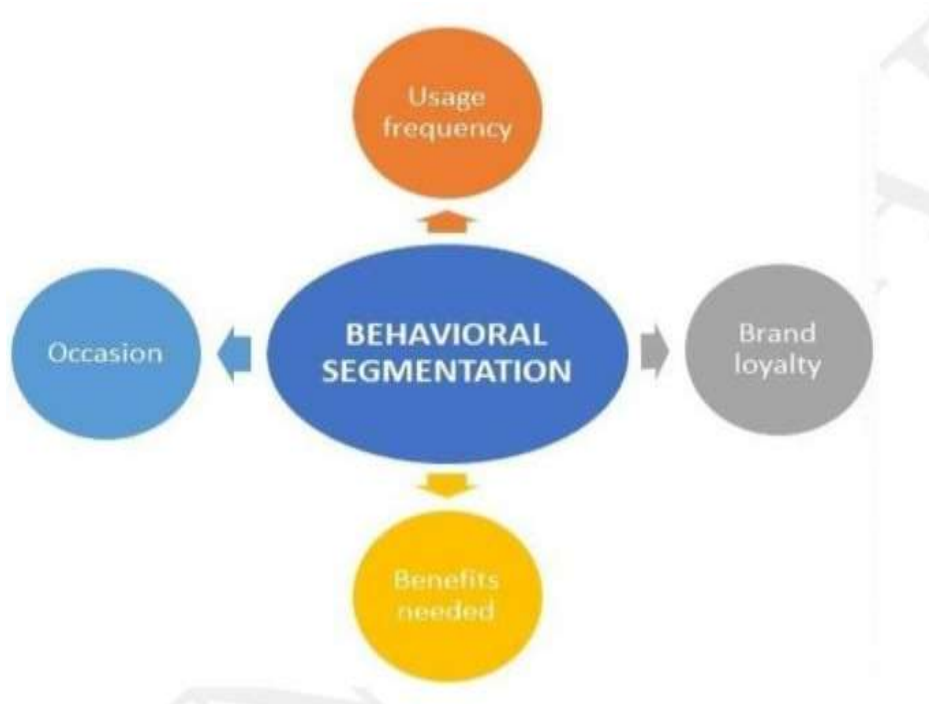 Usage
frequency
Occasion
BEHAVIORAL
SEGMENTATION
Brand
loyalty
Benefits
needed